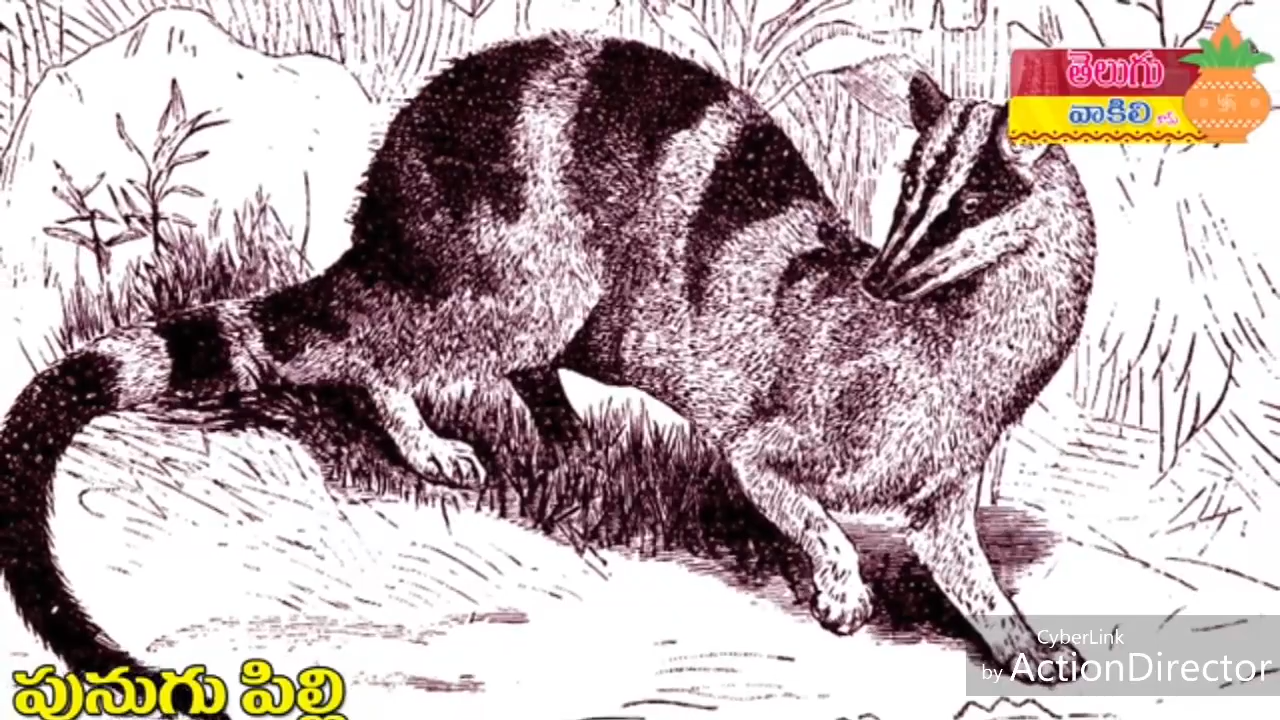 తెలుగు
వాకిలి.కామ్
CyberLink
by ActionDirector
పునుగు పిల్లి